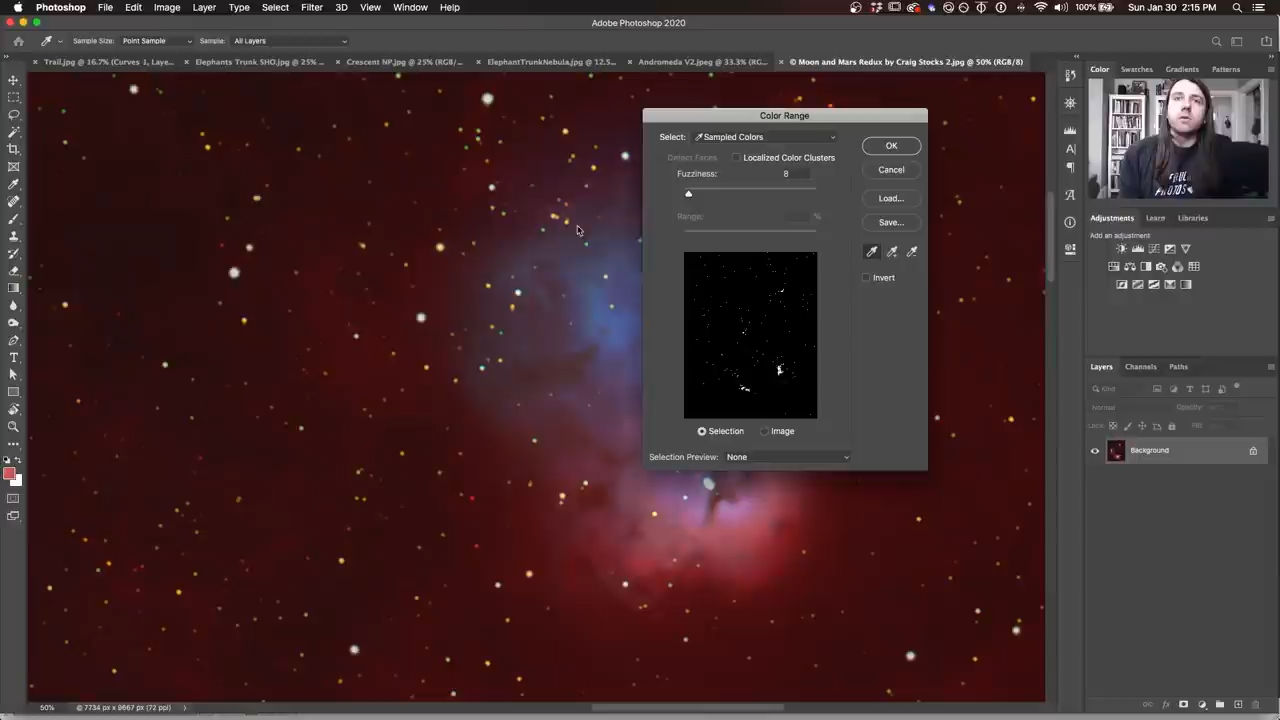 Photoshop File Edit Image Layer Type Select Filter 3D View Window Help 100% Sun Jan 30 2:15 PM
Adobe Photoshop 2020
Sample Size: Point Sample Sample: All Layers
Trail.jpg @ 16.7% (Curves 1, Laye... Elephants Trunk SHO.jpg @ 25% ... Crescent NP.jpg @ 25% (RGB/... ElephantTrunkNebula.jpg @ 12.5... Andromeda V2.jpeg @ 33.3% (RG... © Moon and Mars Redux by Craig Stocks 2.jpg @ 50% (RGB/8)
Color Swatches Gradients Patterns
Color Range
Select: Sampled Colors
OK
Detect Faces Localized Color Clusters
Fuzziness: 8
Cancel
Load...
Range: %
Save...
Invert
Selection Image
Selection Preview: None
Adjustments Learn Libraries
Add an adjustment
Layers Channels Paths
Kind
Normal Opacity:
Lock: Fill:
Background
50% © 7734 px x 9667 px (72 ppi)